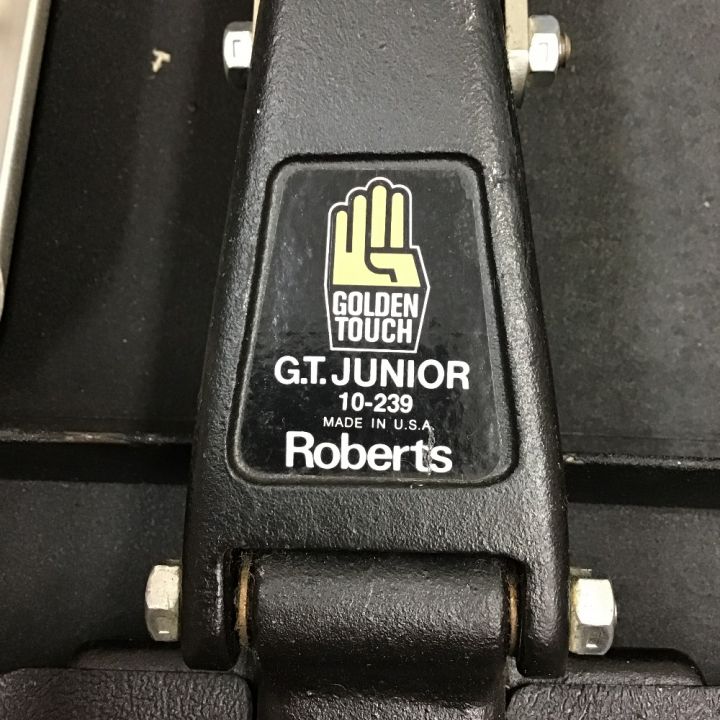 GOLDEN
TOUCH
G.T. JUNIOR
10-239
MADE IN U.S.A.
Roberts